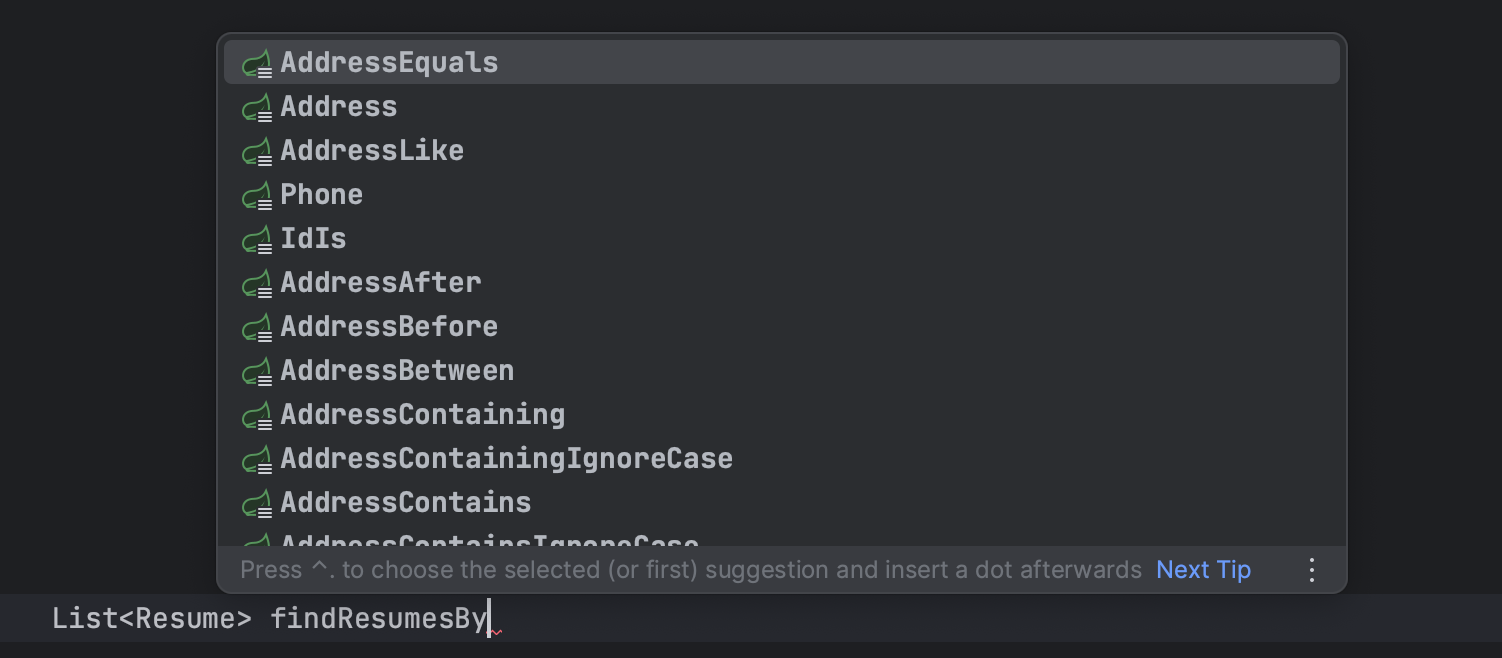 AddressEquals
Address
AddressLike
Phone
IdIs
AddressAfter
AddressBefore
AddressBetween
AddressContaining
AddressContainingIgnoreCase
AddressContains
AddressContainsIgnoreCase
Press ^. to choose the selected (or first) suggestion and insert a dot afterwards Next Tip
List<Resume> findResumesBy